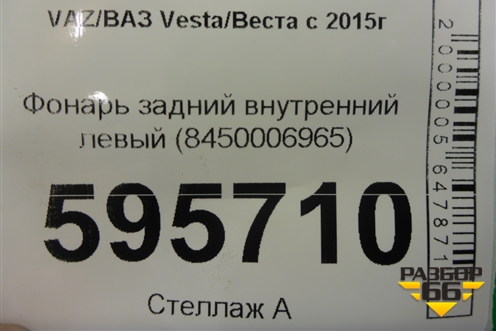 VAZ/ВАЗ Vesta/Веста с 2015г
Фонарь задний внутренний
левый (8450006965)
595710
Стеллаж А
2000005647871
РАЗБОР
66